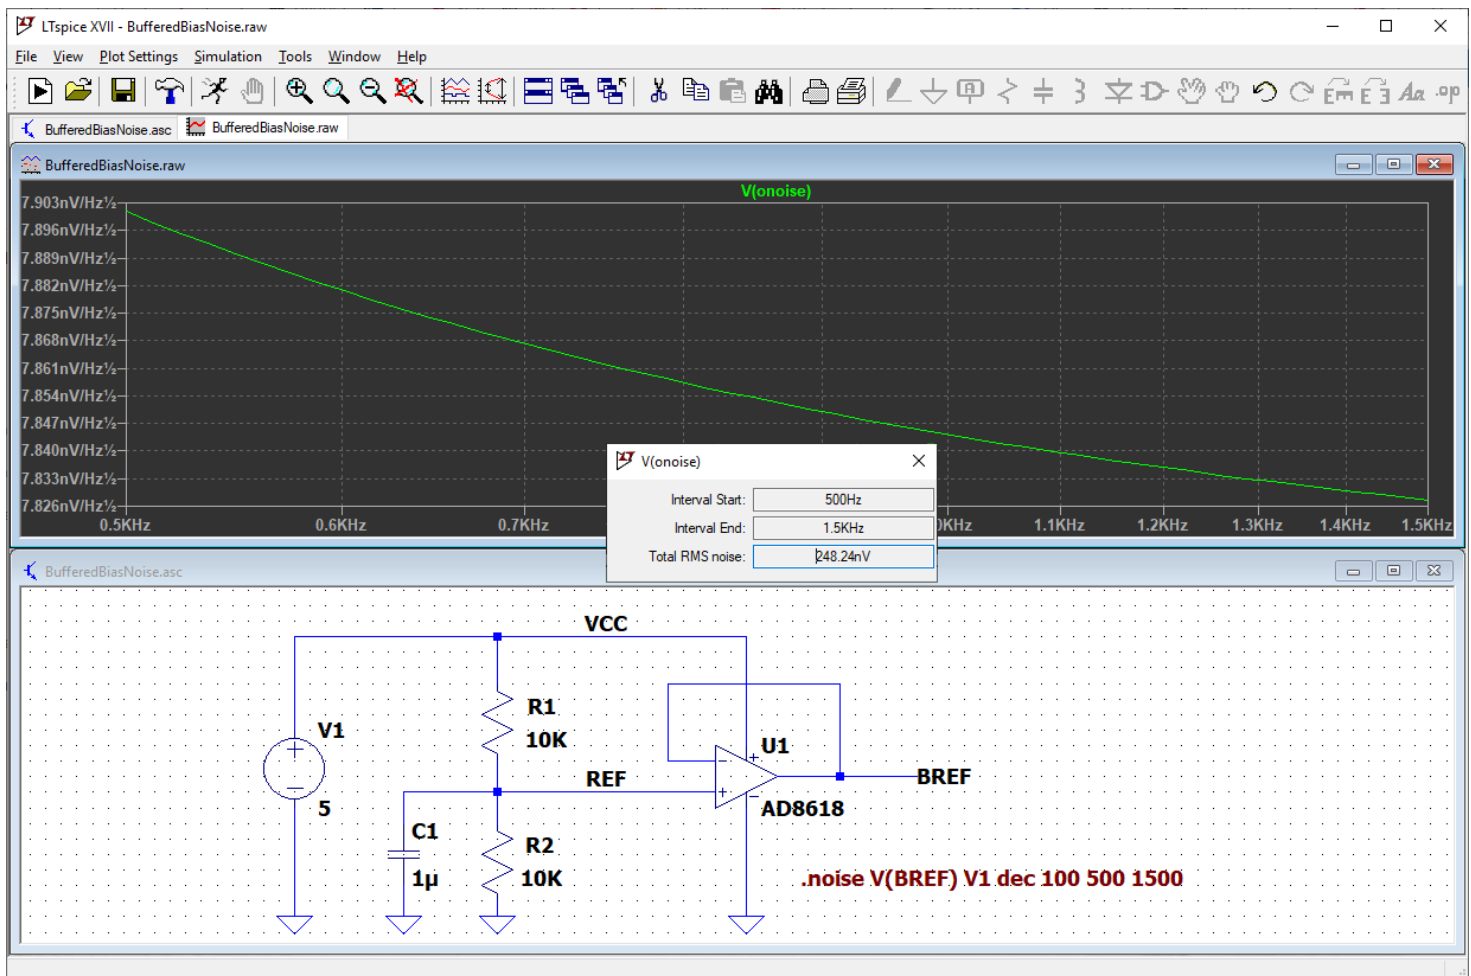 LTspice XVII - BufferedBiasNoise.raw
File View Plot Settings Simulation Tools Window Help
BufferedBiasNoise.asc BufferedBiasNoise.raw
BufferedBiasNoise.raw
V(onoise)
7.903nV/Hz½
7.896nV/Hz½
7.889nV/Hz½
7.882nV/Hz½
7.875nV/Hz½
7.868nV/Hz½
7.861nV/Hz½
7.854nV/Hz½
7.847nV/Hz½
7.840nV/Hz½
7.833nV/Hz½
7.826nV/Hz½
0.5KHz 0.6KHz 0.7KHz 0KHz 1.1KHz 1.2KHz 1.3KHz 1.4KHz 1.5KHz
V(onoise)
Interval Start: 500Hz
Interval End: 1.5KHz
Total RMS noise: 248.24nV
BufferedBiasNoise.asc
VCC
R1
10K
V1
5
U1
REF
BREF
AD8618
C1
1µ
R2
10K
.noise V(BREF) V1 dec 100 500 1500